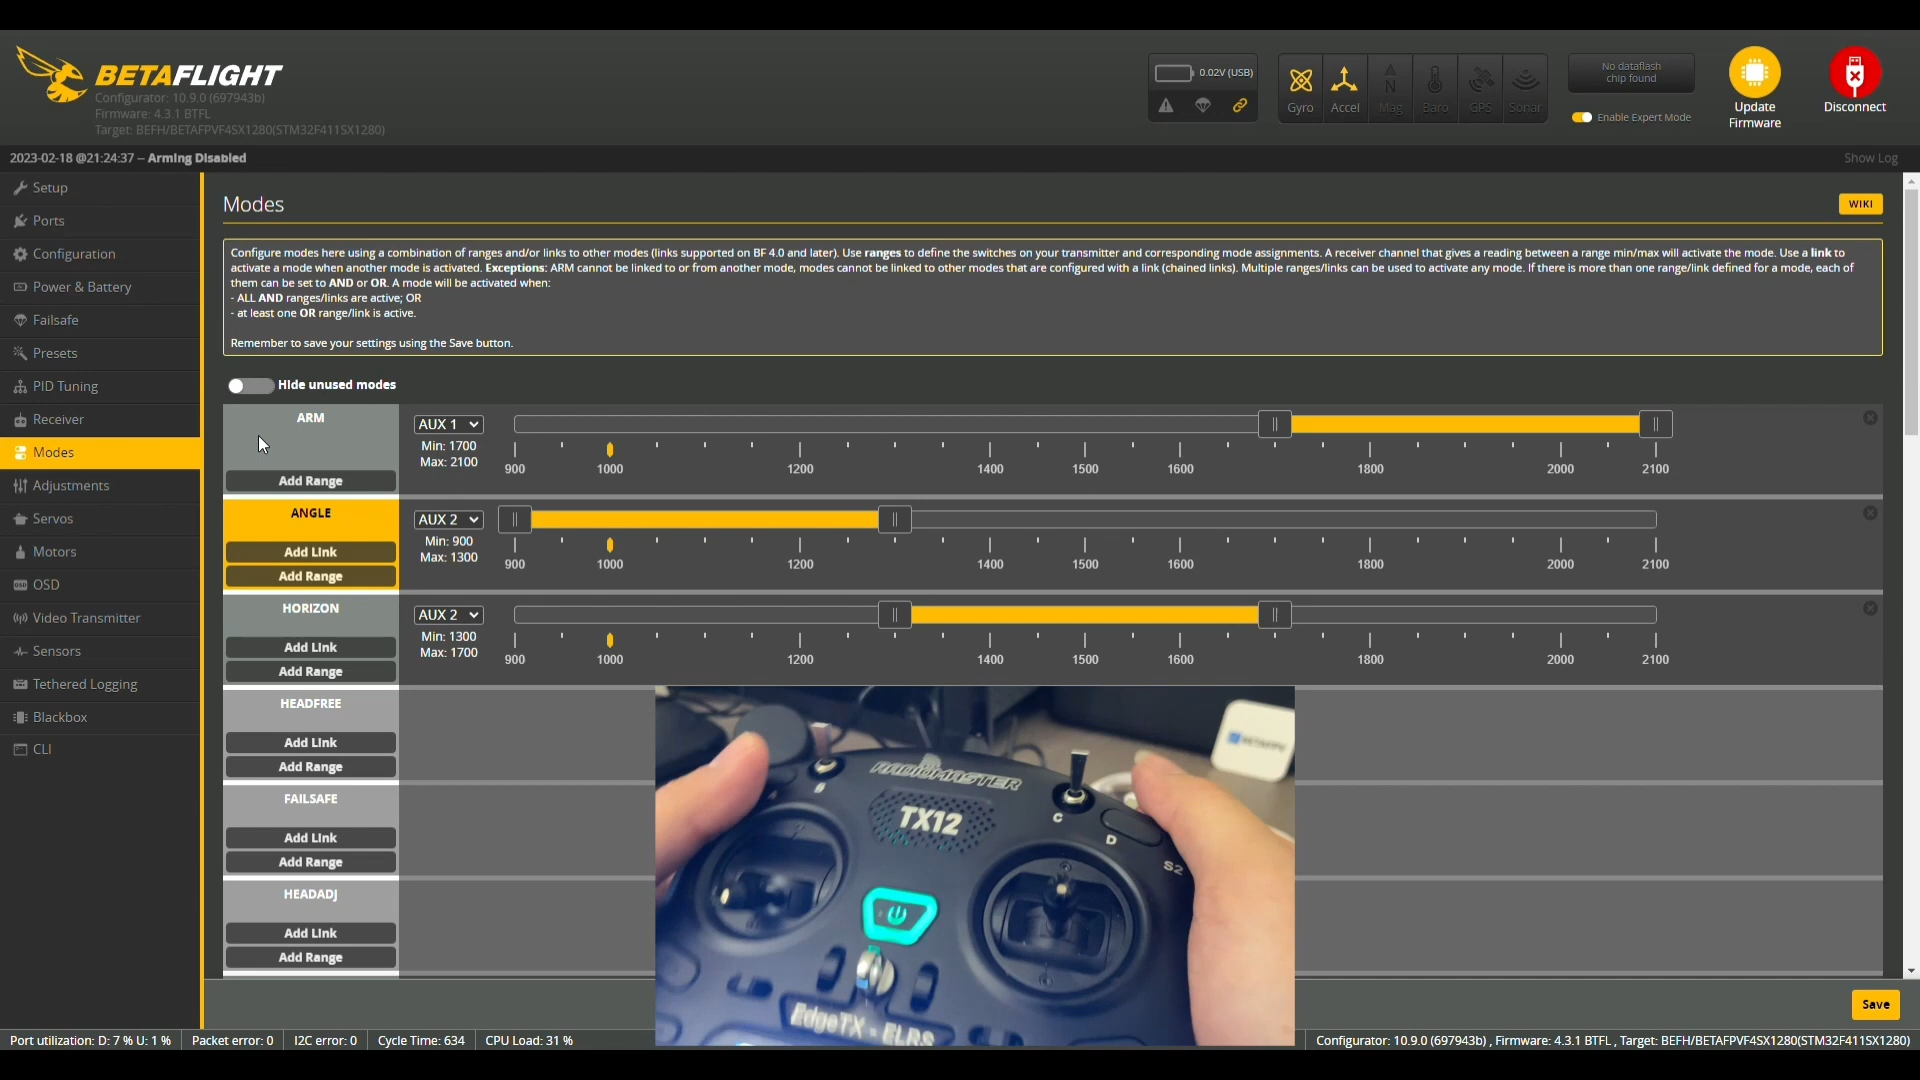 BETAFLIGHT
Configurator: 10.9.0 (697943b)
Firmware: 4.3.1 BTFL
Target: BEFH/BETAFPVF4SX1280(STM32F411SX1280)
0.02V (USB)
Gyro
Accel
Mag
Baro
GPS
Sonar
No dataflash
chip found
Enable Expert Mode
Update
Firmware
Disconnect
2023-02-18 @21:24:37 -- Arming Disabled
Show Log
Setup
Ports
Configuration
Power & Battery
Failsafe
Presets
PID Tuning
Receiver
Modes
Adjustments
Servos
Motors
OSD
Video Transmitter
Sensors
Tethered Logging
Blackbox
CLI
Modes
WIKI
Configure modes here using a combination of ranges and/or links to other modes (links supported on BF 4.0 and later). Use ranges to define the switches on your transmitter and corresponding mode assignments. A receiver channel that gives a reading between a range min/max will activate the mode. Use a link to
activate a mode when another mode is activated. Exceptions: ARM cannot be linked to or from another mode, modes cannot be linked to other modes that are configured with a link (chained links). Multiple ranges/links can be used to activate any mode. If there is more than one range/link defined for a mode, each of
them can be set to AND or OR. A mode will be activated when:
- ALL AND ranges/links are active; OR
- at least one OR range/link is active.
Remember to save your settings using the Save button.
Hide unused modes
ARM
Add Range
AUX 1
Min: 1700
Max: 2100
900 1000 1200 1400 1500 1600 1800 2000 2100
ANGLE
Add Link
Add Range
AUX 2
Min: 900
Max: 1300
900 1000 1200 1400 1500 1600 1800 2000 2100
HORIZON
Add Link
Add Range
AUX 2
Min: 1300
Max: 1700
900 1000 1200 1400 1500 1600 1800 2000 2100
HEADFREE
Add Link
Add Range
FAILSAFE
Add Link
Add Range
HEADADJ
Add Link
Add Range
RADIOMASTER
TX12
B
C
D
S2
BETAFPV
EdgeTX - ELRS
Save
Port utilization: D: 7 % U: 1 %
Packet error: 0
I2C error: 0
Cycle Time: 634
CPU Load: 31 %
Configurator: 10.9.0 (697943b) , Firmware: 4.3.1 BTFL , Target: BEFH/BETAFPVF4SX1280(STM32F411SX1280)